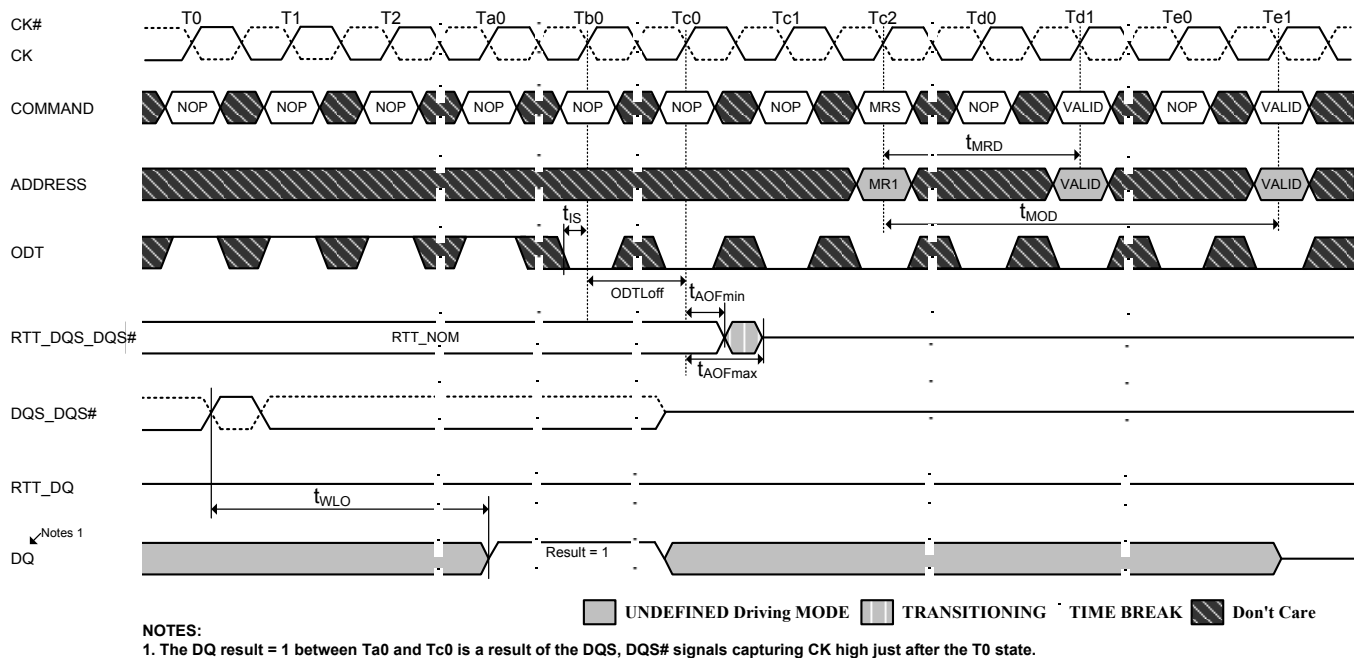 T0 T1 T2 Ta0 Tb0 Tc0 Tc1 Tc2 Td0 Td1 Te0 Te1
CK#
CK
COMMAND NOP NOP NOP NOP NOP NOP NOP MRS NOP VALID NOP VALID
tMRD
ADDRESS MR1 VALID VALID
tIS tMOD
ODT
ODTLoff tAOFmin
RTT_DQS_DQS# RTT_NOM
tAOFmax
DQS_DQS#
RTT_DQ
tWLO
Notes 1
DQ Result = 1
UNDEFINED Driving MODE TRANSITIONING TIME BREAK Don't Care
NOTES:
1. The DQ result = 1 between Ta0 and Tc0 is a result of the DQS, DQS# signals capturing CK high just after the T0 state.